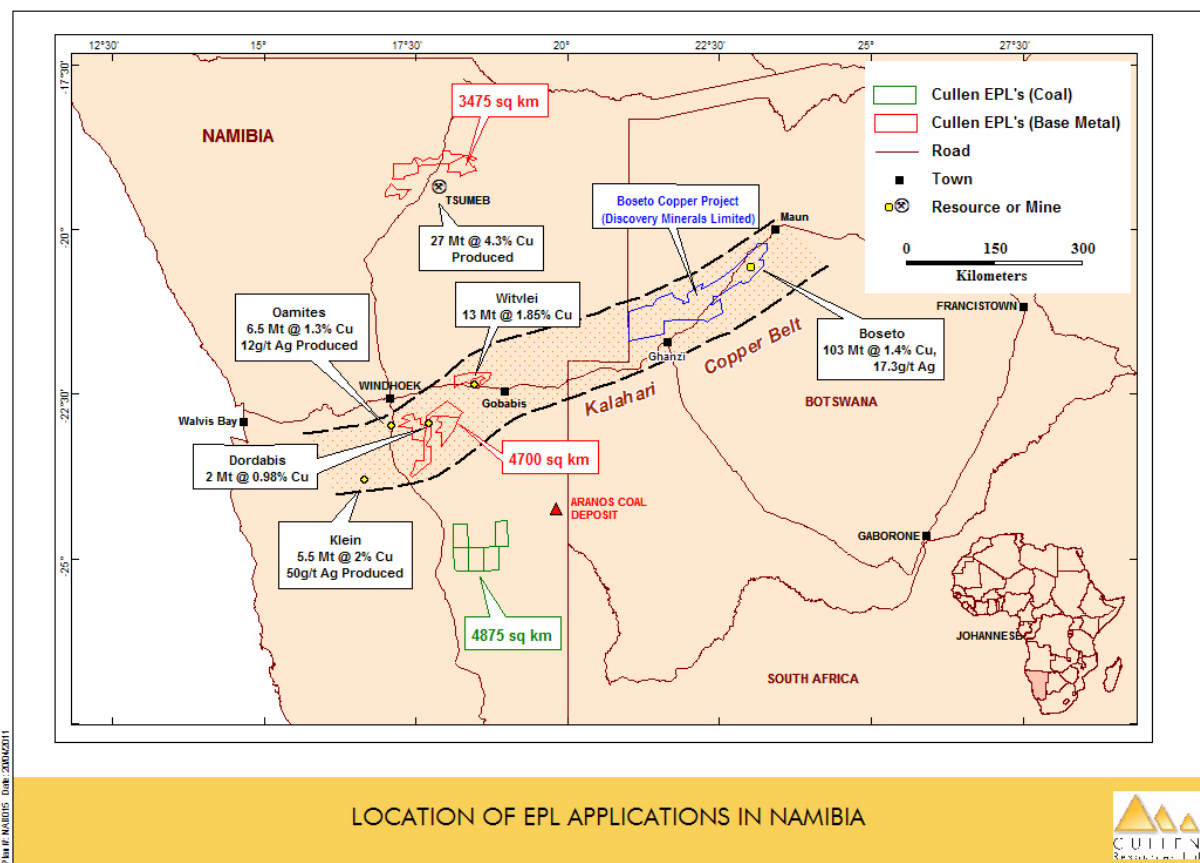 12°30'
15°
17°30'
20°
22°30'
25°
27°30'
-17°30'
20°
-22°30'
-25°
NAMIBIA
3475 sq km
TSUMEB
27 Mt @ 4.3% Cu
Produced
Cullen EPL's (Coal)
Cullen EPL's (Base Metal)
Road
Town
Resource or Mine
0 150 300
Kilometers
Boseto Copper Project
(Discovery Minerals Limited)
Maun
Oamites
6.5 Mt @ 1.3% Cu
12g/t Ag Produced
Witvlei
13 Mt @ 1.85% Cu
FRANCISTOWN
Boseto
103 Mt @ 1.4% Cu,
17.3g/t Ag
Ghanzi
Kalahari Copper Belt
WINDHOEK
Gobabis
BOTSWANA
Walvis Bay
Dordabis
2 Mt @ 0.98% Cu
4700 sq km
ARANOS COAL
DEPOSIT
Klein
5.5 Mt @ 2% Cu
50g/t Ag Produced
GABORONE
4875 sq km
JOHANNESB
SOUTH AFRICA
LOCATION OF EPL APPLICATIONS IN NAMIBIA
CULLEN